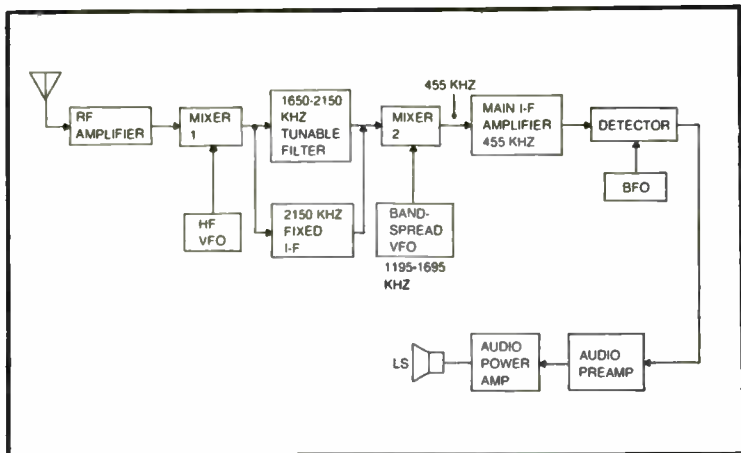 RF
AMPLIFIER
MIXER
1
HF
VFO
1650-2150
KHZ
TUNABLE
FILTER
2150 KHZ
FIXED
I-F
MIXER
2
BAND-
SPREAD
VFO
1195-1695
KHZ
455 KHZ
MAIN I-F
AMPLIFIER
455 KHZ
DETECTOR
BFO
AUDIO
PREAMP
AUDIO
POWER
AMP
LS